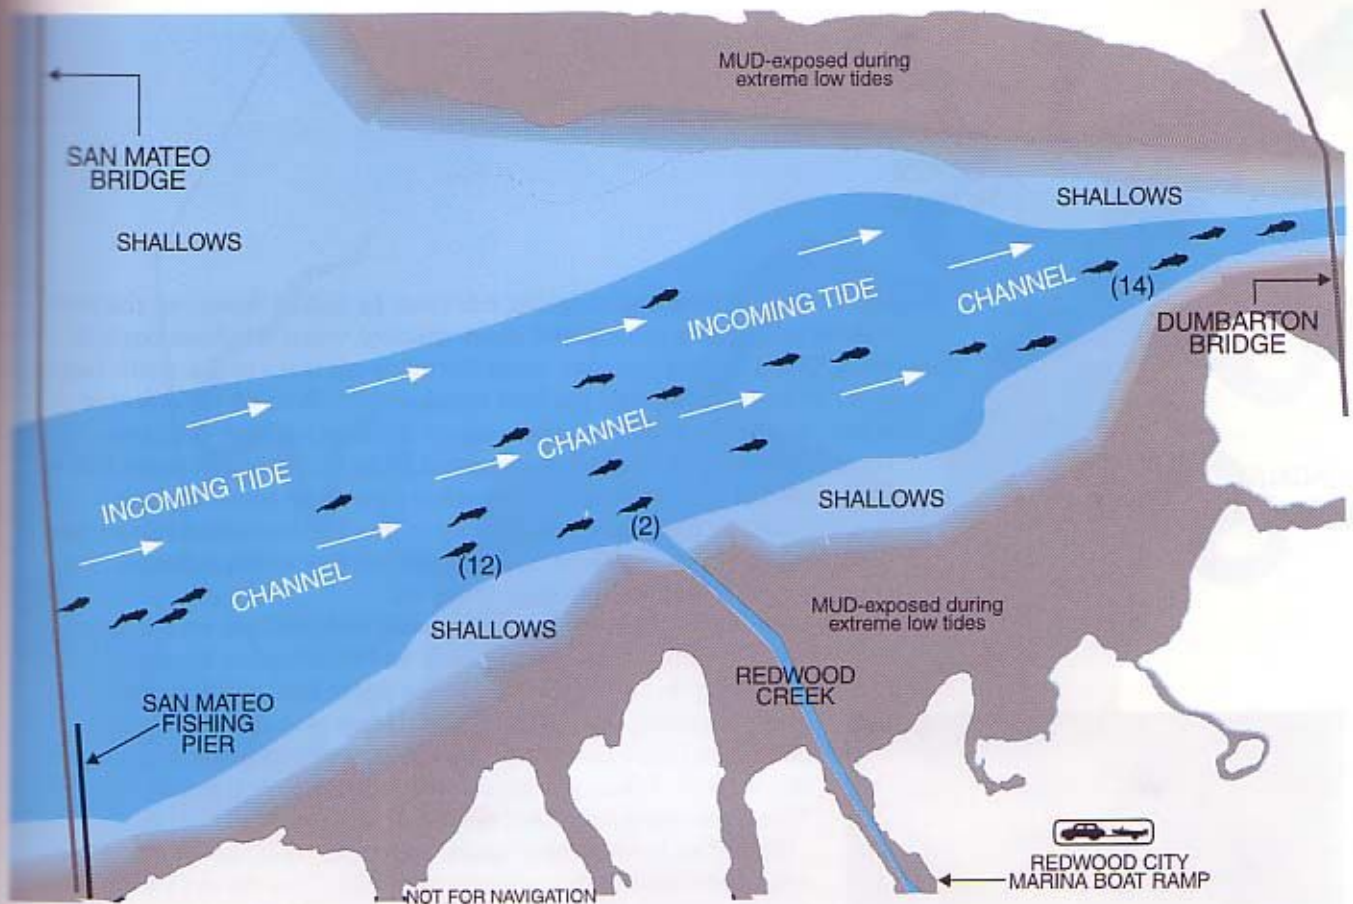 MUD-exposed during
extreme low tides
SAN MATEO
BRIDGE
SHALLOWS
SHALLOWS
INCOMING TIDE
CHANNEL
(14)
DUMBARTON
BRIDGE
CHANNEL
INCOMING TIDE
SHALLOWS
(2)
(12)
CHANNEL
SHALLOWS
MUD-exposed during
extreme low tides
REDWOOD
CREEK
SAN MATEO
FISHING
PIER
REDWOOD CITY
MARINA BOAT RAMP
NOT FOR NAVIGATION